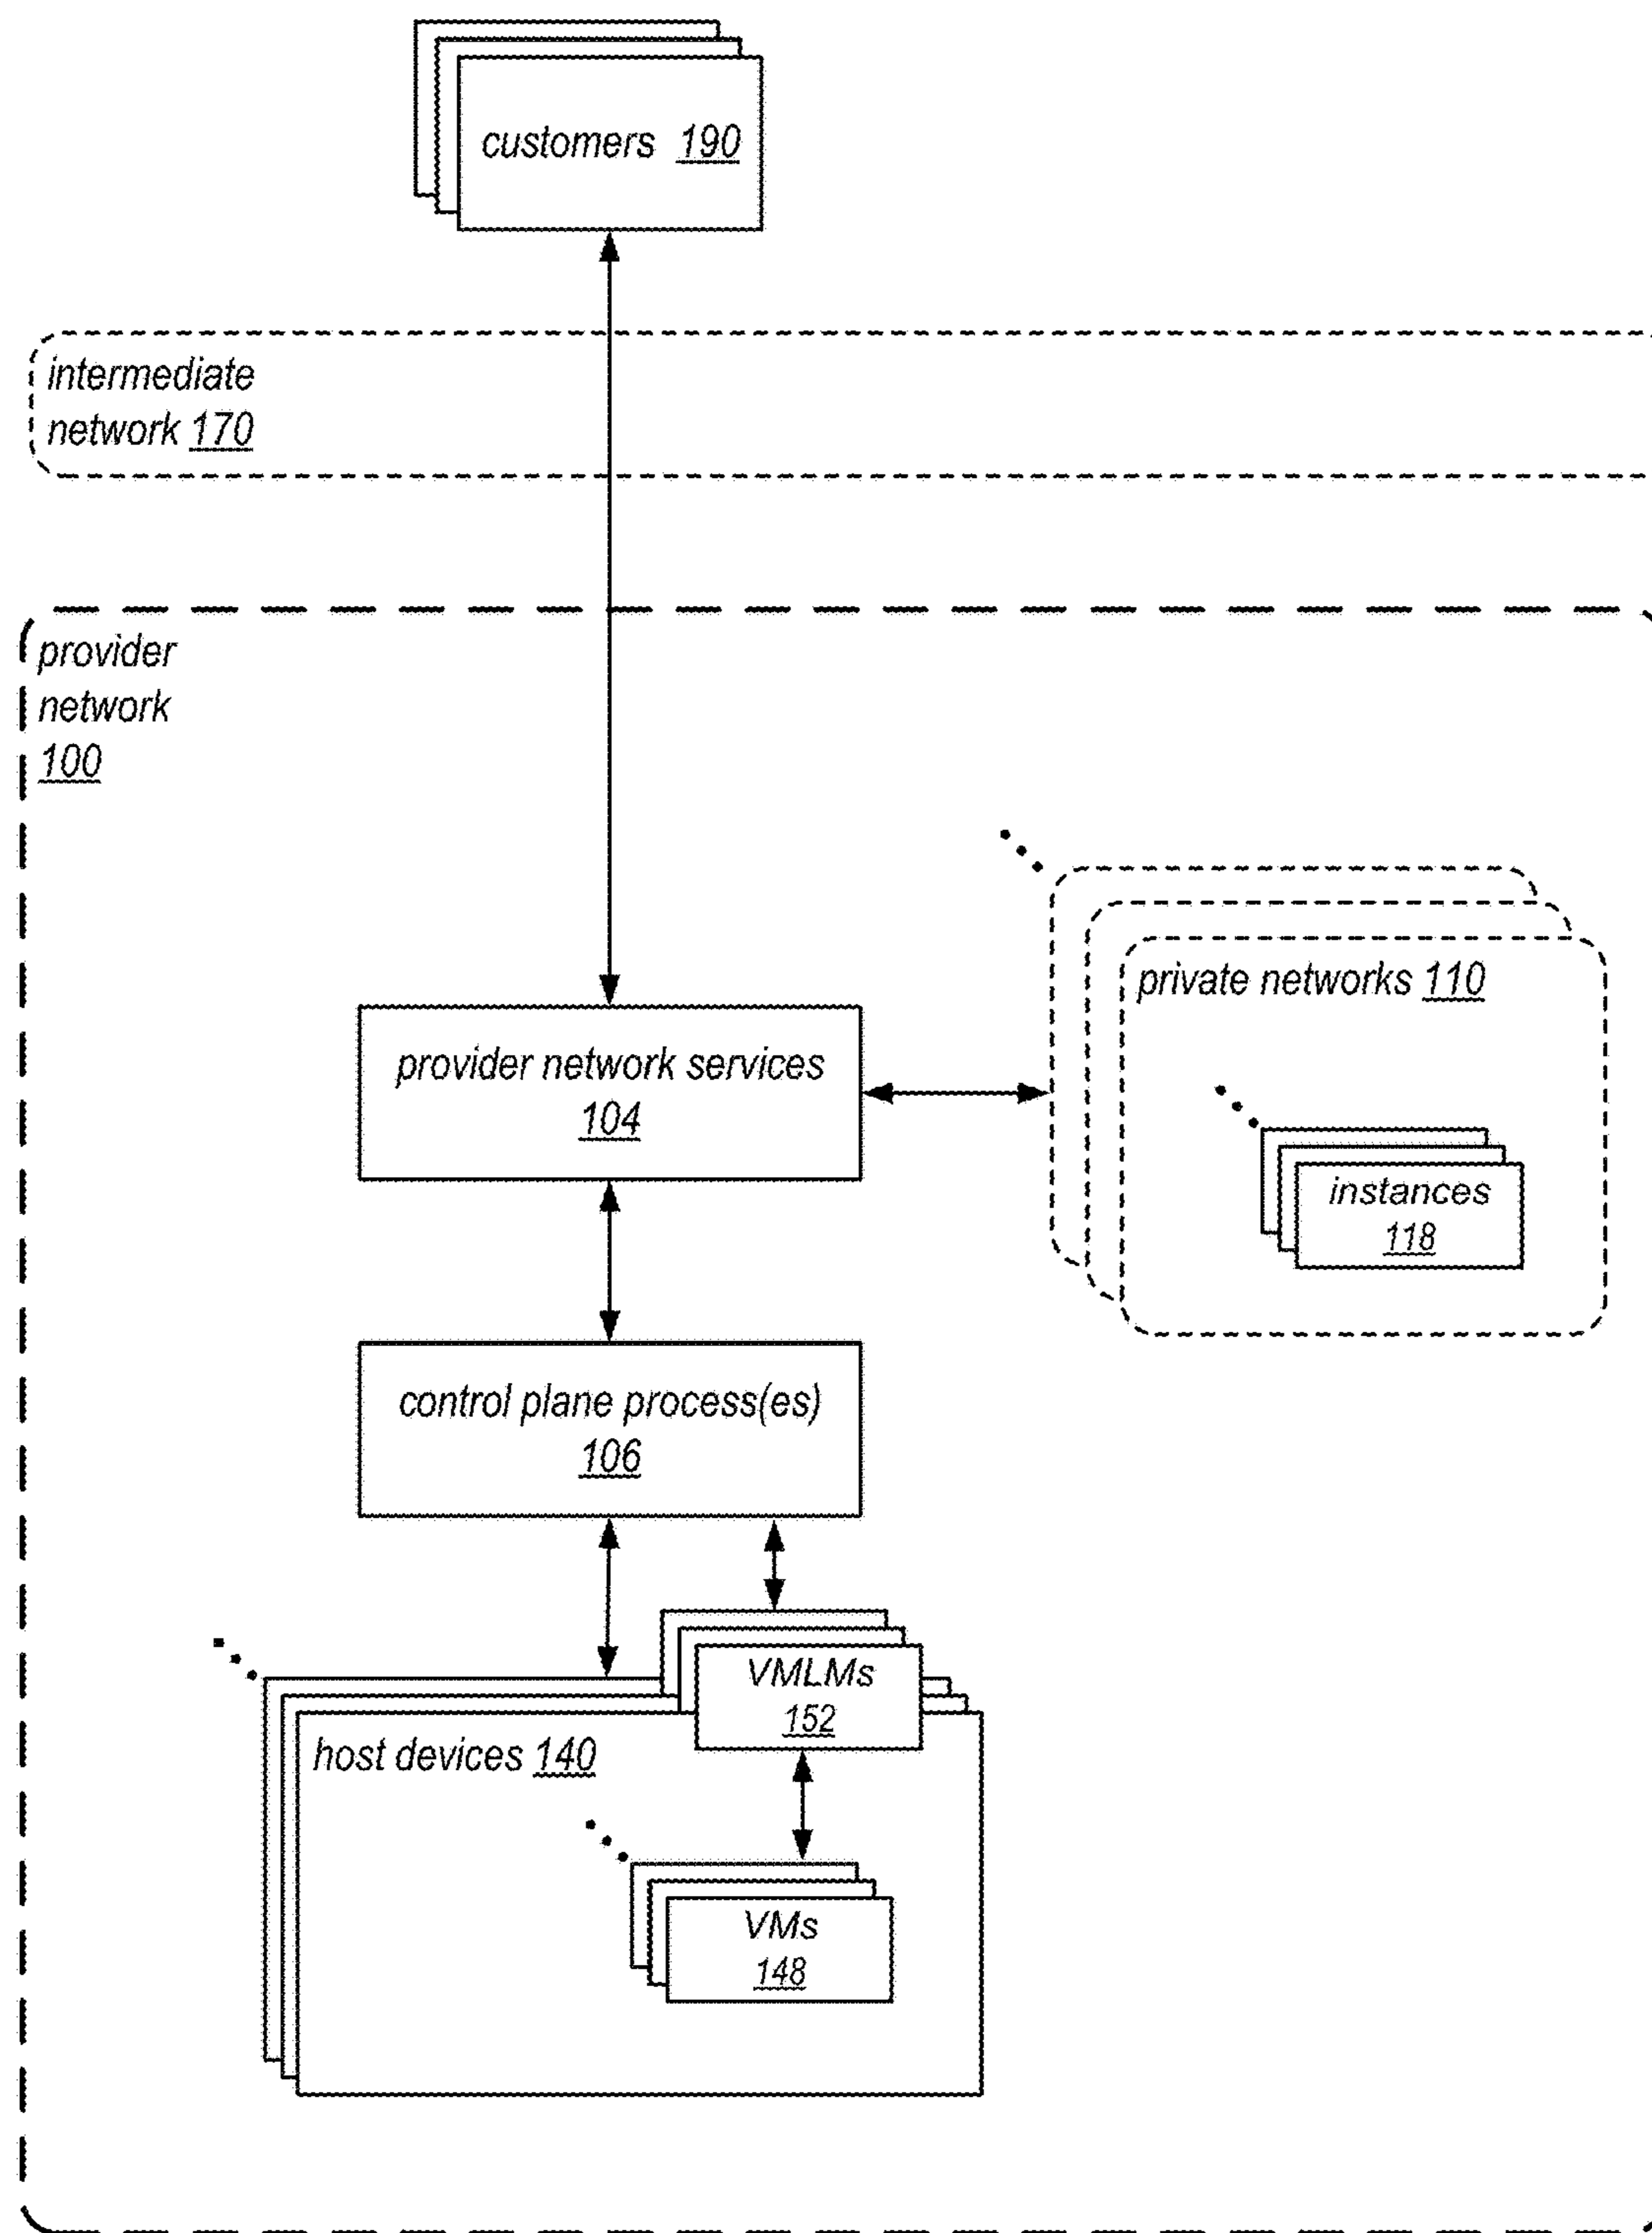 customers 190
intermediate
network 170
provider
network
100
private networks 110
provider network services
104
instances
118
control plane process(es)
106
VMLMs
152
host devices 140
VMs
148